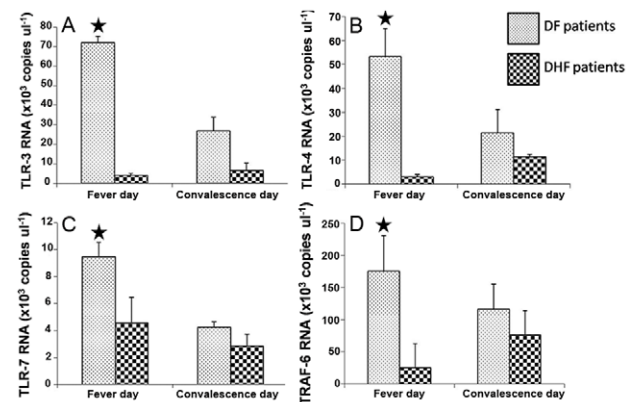 A
TLR-3 RNA (x10³ copies ul⁻¹)
80
70
60
50
40
30
20
10
0
Fever day Convalescence day
B
TLR-4 RNA (x10³ copies ul⁻¹)
70
60
50
40
30
20
10
0
Fever day Convalescence day
DF patients
DHF patients
C
TLR-7 RNA (x10³ copies ul⁻¹)
12
10
8
6
4
2
0
Fever day Convalescence day
D
TRAF-6 RNA (x10³ copies ul⁻¹)
250
200
150
100
50
0
Fever day Convalescence day